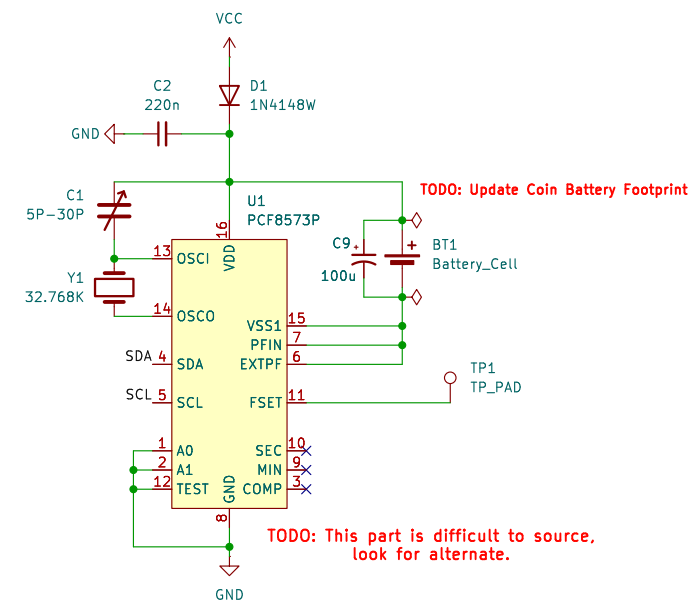 VCC
C2
220n
D1
1N4148W
GND
TODO: Update Coin Battery Footprint
C1
5P-30P
U1
PCF8573P
16
VDD
C9
100u
BT1
Battery_Cell
13
OSCI
Y1
32.768K
14
OSCO
VSS1
15
PFIN
7
EXTPF
6
SDA
4
SDA
TP1
TP_PAD
SCL
5
SCL
FSET
11
1
A0
SEC
10
2
A1
MIN
9
12
TEST
GND
COMP
3
8
TODO: This part is difficult to source,
look for alternate.
GND